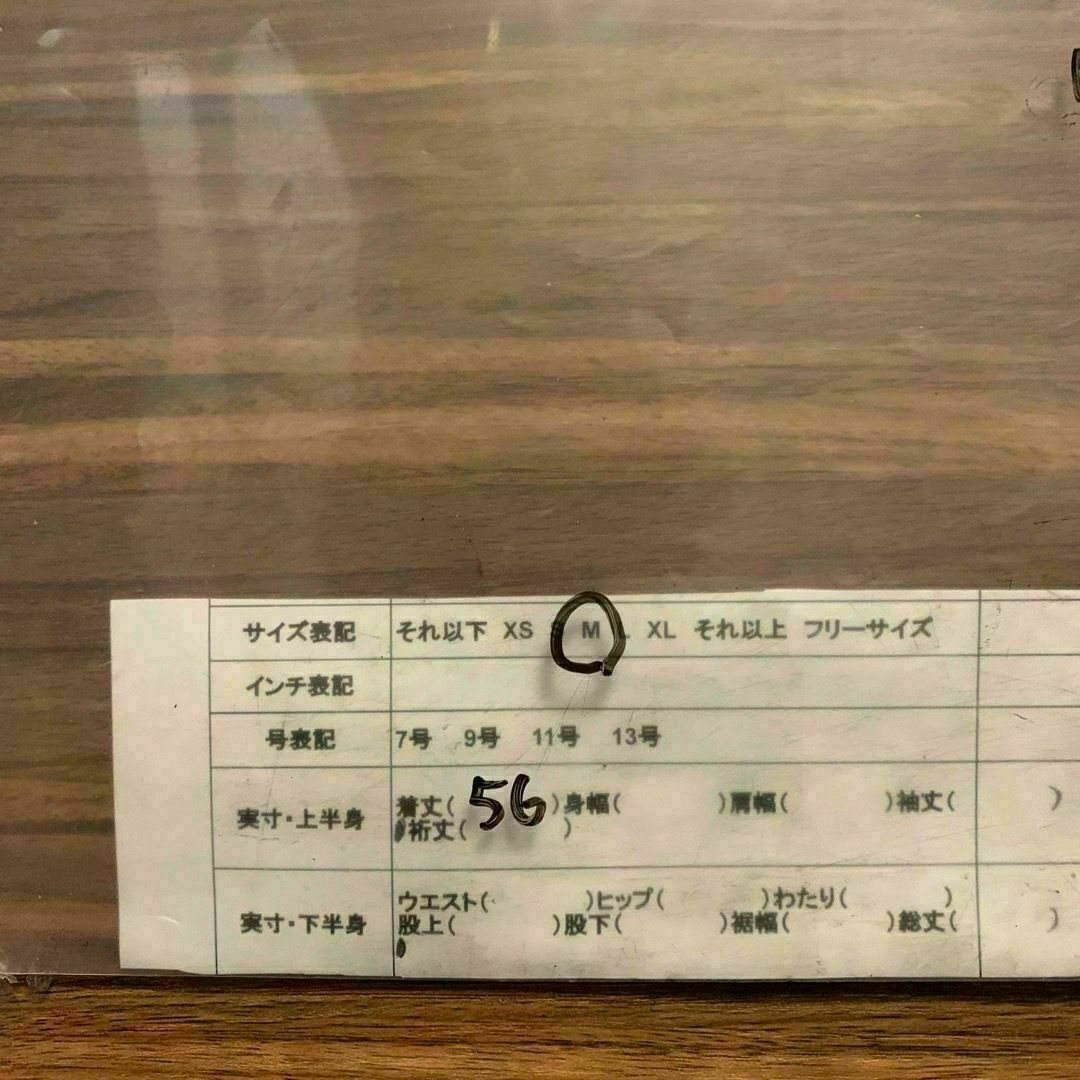 サイズ表記 それ以下 XS M L XL それ以上 フリーサイズ
インチ表記
号表記 7号 9号 11号 13号
実寸・上半身 着丈( 56 )身幅( )肩幅( )袖丈( )
裄丈( )
実寸・下半身 ウエスト( )ヒップ( )わたり( )
股上( )股下( )裾幅( )総丈( )